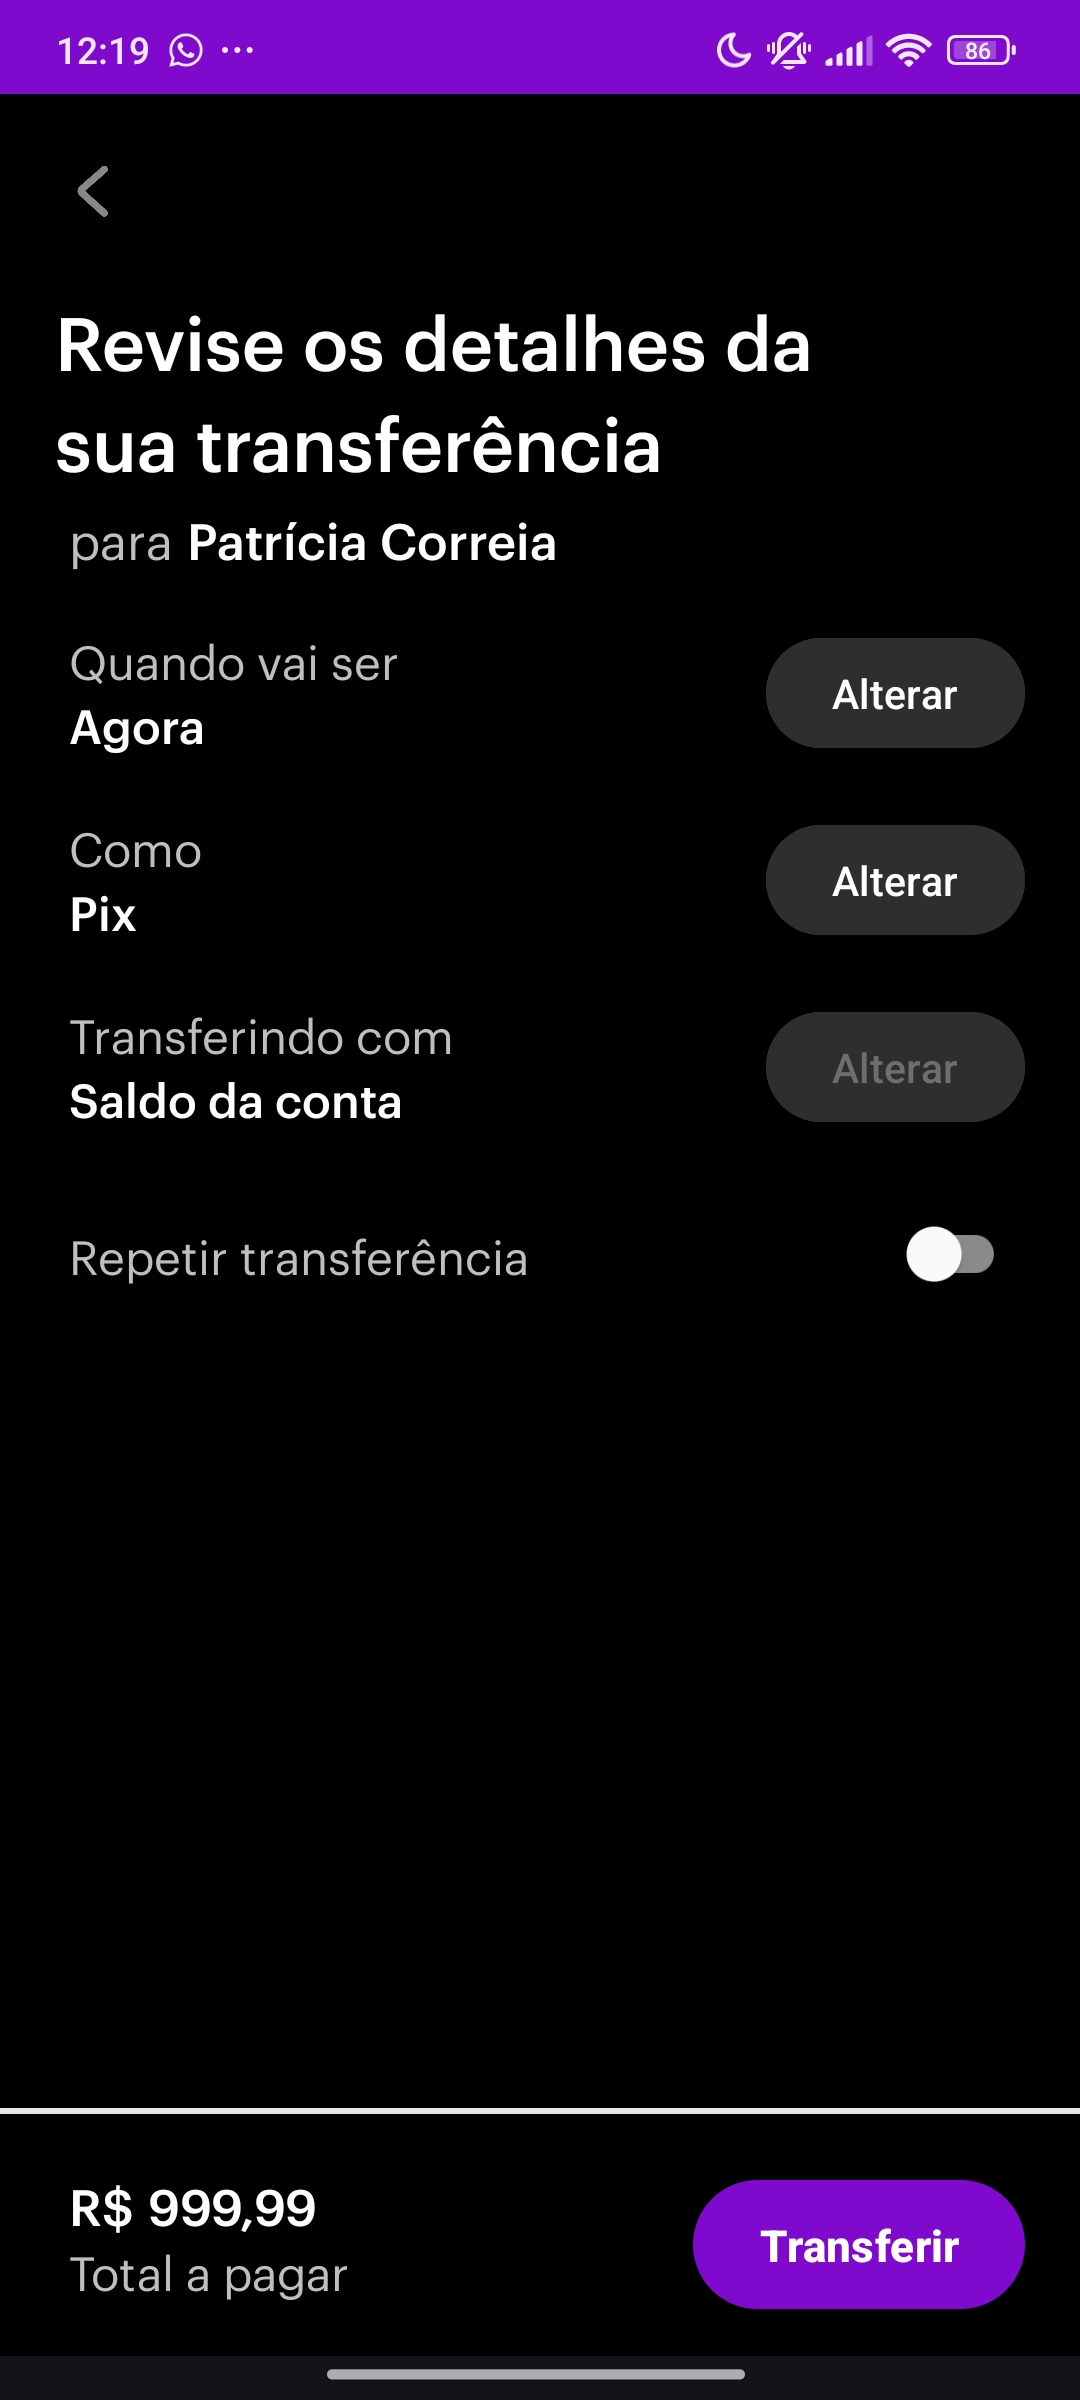 12:19
86
Revise os detalhes da
sua transferência
para Patrícia Correia
Quando vai ser
Agora
Alterar
Como
Pix
Alterar
Transferindo com
Saldo da conta
Alterar
Repetir transferência
R$ 999,99
Total a pagar
Transferir